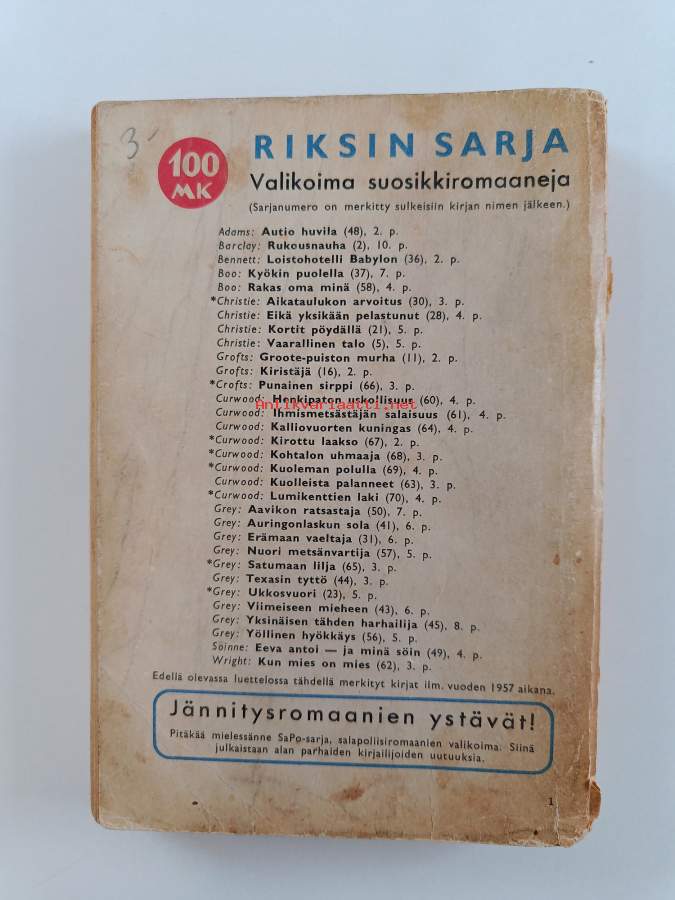 3-
100
MK
RIKSIN SARJA
Valikoima suosikkiromaaneja
(Sarjanumero on merkitty sulkeisiin kirjan nimen jälkeen.)
Adams: Autio huvila (48), 2. p.
Barclay: Rukousnauha (2), 10. p.
Bennett: Loistohotelli Babylon (36), 2. p.
Boo: Kyökin puolella (37), 7. p.
Boo: Rakas oma minä (58), 4. p.
*Christie: Aikataulukon arvoitus (30), 3. p.
Christie: Eikä yksikään pelastunut (28), 4. p.
Christie: Kortit pöydällä (21), 5. p.
Christie: Vaarallinen talo (5), 5. p.
Grofts: Groote-puiston murha (11), 2. p.
Grofts: Kiristäjä (16), 2. p.
*Crofts: Punainen sirppi (66), 3. p.
Curwood: Henkipaton uskollisuus (60), 4. p.
Antikvariaatti.net
Curwood: Ihmismetsästäjän salaisuus (61), 4. p.
Curwood: Kalliovuorten kuningas (64), 4. p.
*Curwood: Kirottu laakso (67), 2. p.
*Curwood: Kohtalon uhmaaja (68), 3. p.
*Curwood: Kuoleman polulla (69), 4. p.
Curwood: Kuolleista palanneet (63), 3. p.
*Curwood: Lumikenttien laki (70), 4. p.
Grey: Aavikon ratsastaja (50), 7. p.
Grey: Auringonlaskun sola (41), 6. p.
Grey: Erämaan vaeltaja (31), 6. p.
Grey: Nuori metsänvartija (57), 5. p.
*Grey: Satumaan lilja (65), 3. p.
Grey: Texasin tyttö (44), 3. p.
*Grey: Ukkosvuori (23), 5. p.
Grey: Viimeiseen mieheen (43), 6. p.
Grey: Yksinäisen tähden harhailija (45), 8. p.
Grey: Yöllinen hyökkäys (56), 5. p.
Söinne: Eeva antoi — ja minä söin (49), 4. p.
Wright: Kun mies on mies (62), 3. p.
Edellä olevassa luettelossa tähdellä merkityt kirjat ilm. vuoden 1957 aikana.
Jännitysromaanien ystävät!
Pitäkää mielessänne SaPo-sarja, salapoliisiromaanien valikoima: Siinä
julkaistaan alan parhaiden kirjailijoiden uutuuksia.
1